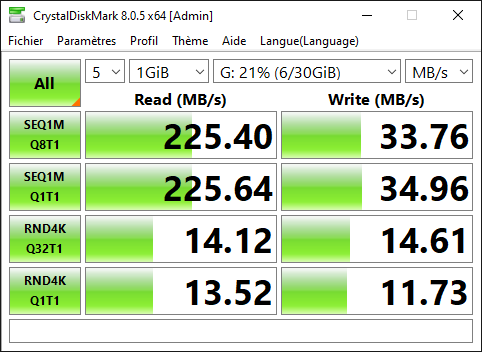 CrystalDiskMark 8.0.5 x64 [Admin]
Fichier Paramètres Profil Thème Aide Langue(Language)
All 5 1GiB G: 21% (6/30GiB) MB/s
Read (MB/s) Write (MB/s)
SEQ1M
Q8T1 225.40 33.76
SEQ1M
Q1T1 225.64 34.96
RND4K
Q32T1 14.12 14.61
RND4K
Q1T1 13.52 11.73